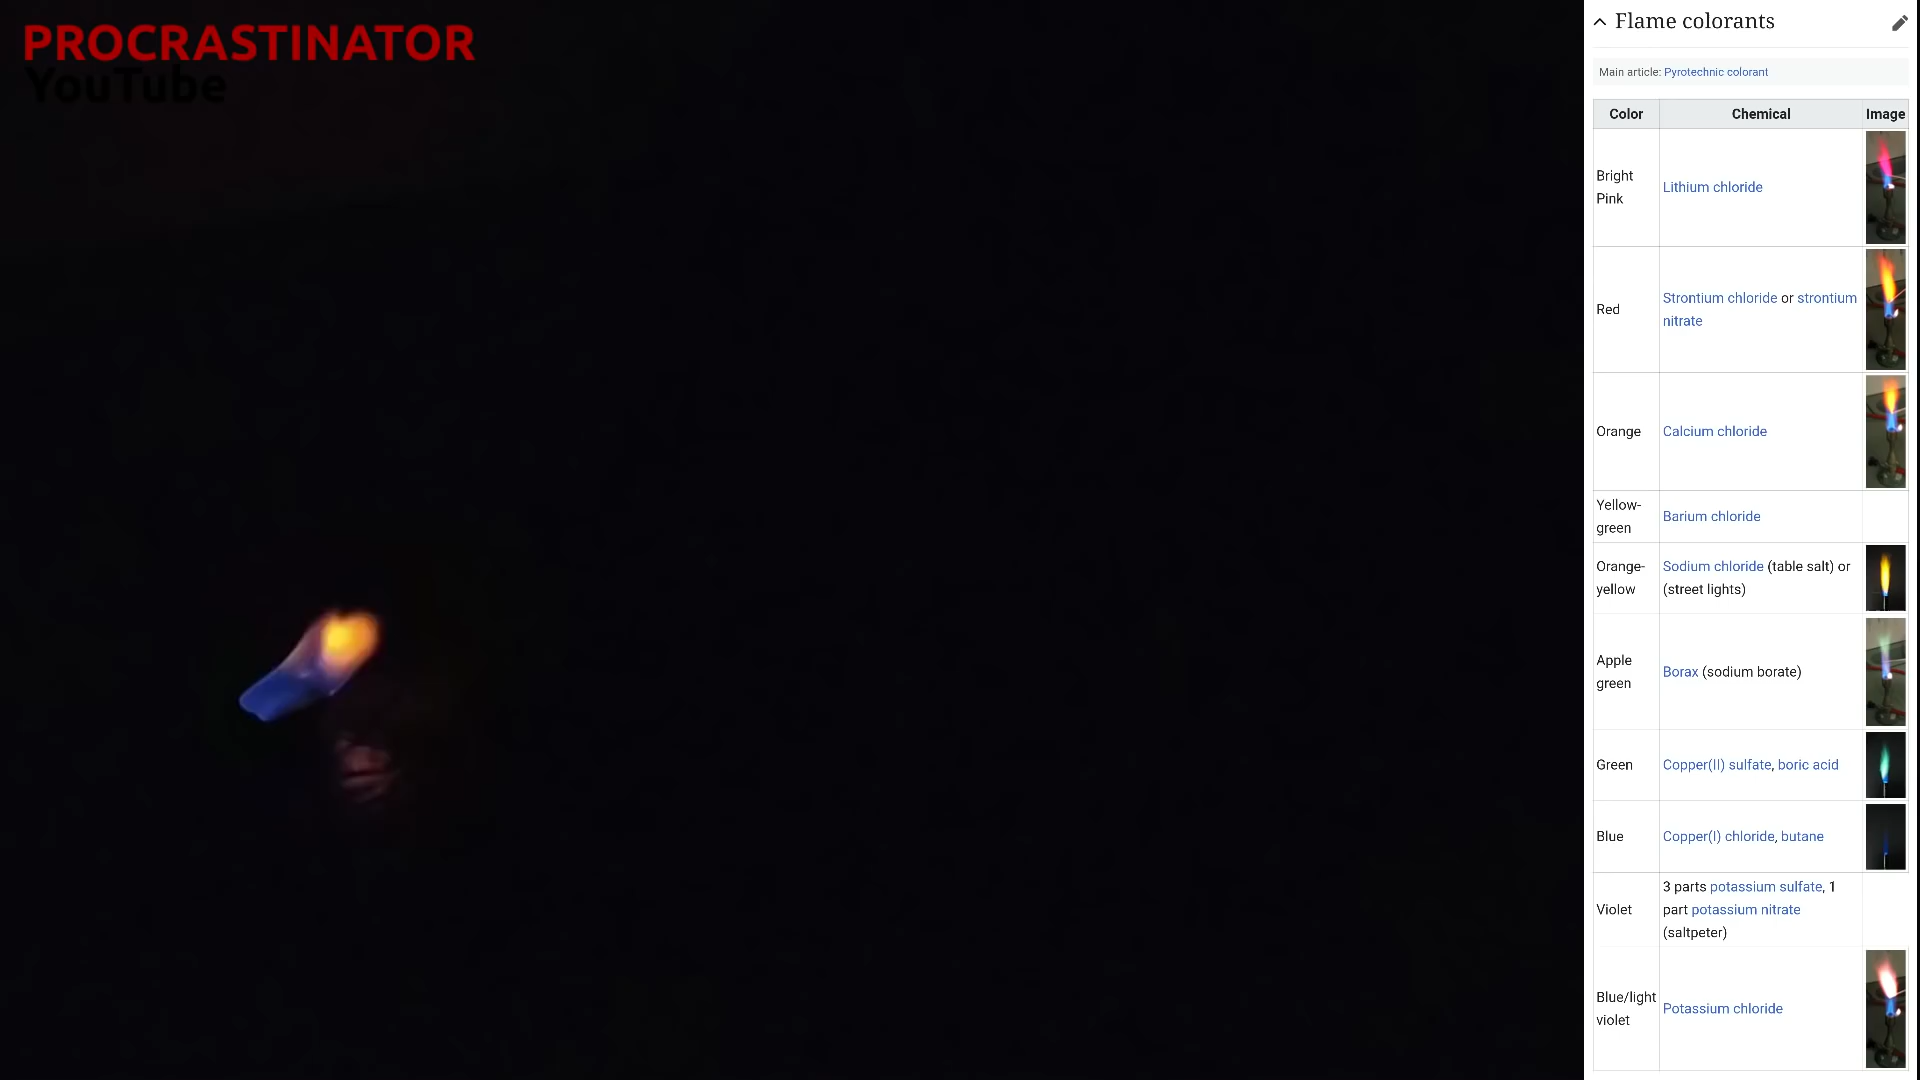 PROCRASTINATOR
YouTube
Flame colorants
Main article: Pyrotechnic colorant
Color Chemical Image
Bright
Pink
Lithium chloride
Red
Strontium chloride or strontium
nitrate
Orange
Calcium chloride
Yellow-
green
Barium chloride
Orange-
yellow
Sodium chloride (table salt) or
(street lights)
Apple
green
Borax (sodium borate)
Green
Copper(II) sulfate, boric acid
Blue
Copper(I) chloride, butane
Violet
3 parts potassium sulfate, 1
part potassium nitrate
(saltpeter)
Blue/light
violet
Potassium chloride